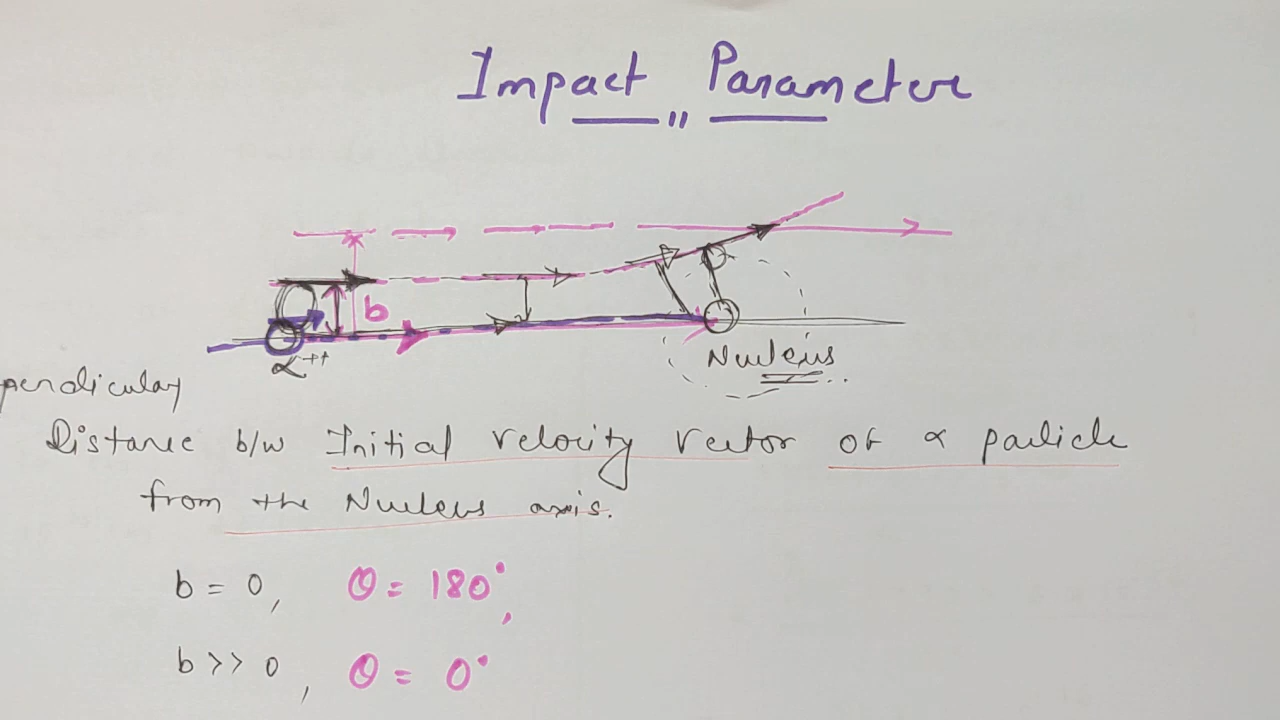 Impact Parameter
b
α++
Nucleus
perpendicular
Distance b/w Initial velocity vector of α particle
from the Nucleus axis.
b = 0, θ = 180°,
b >> 0, θ = 0°